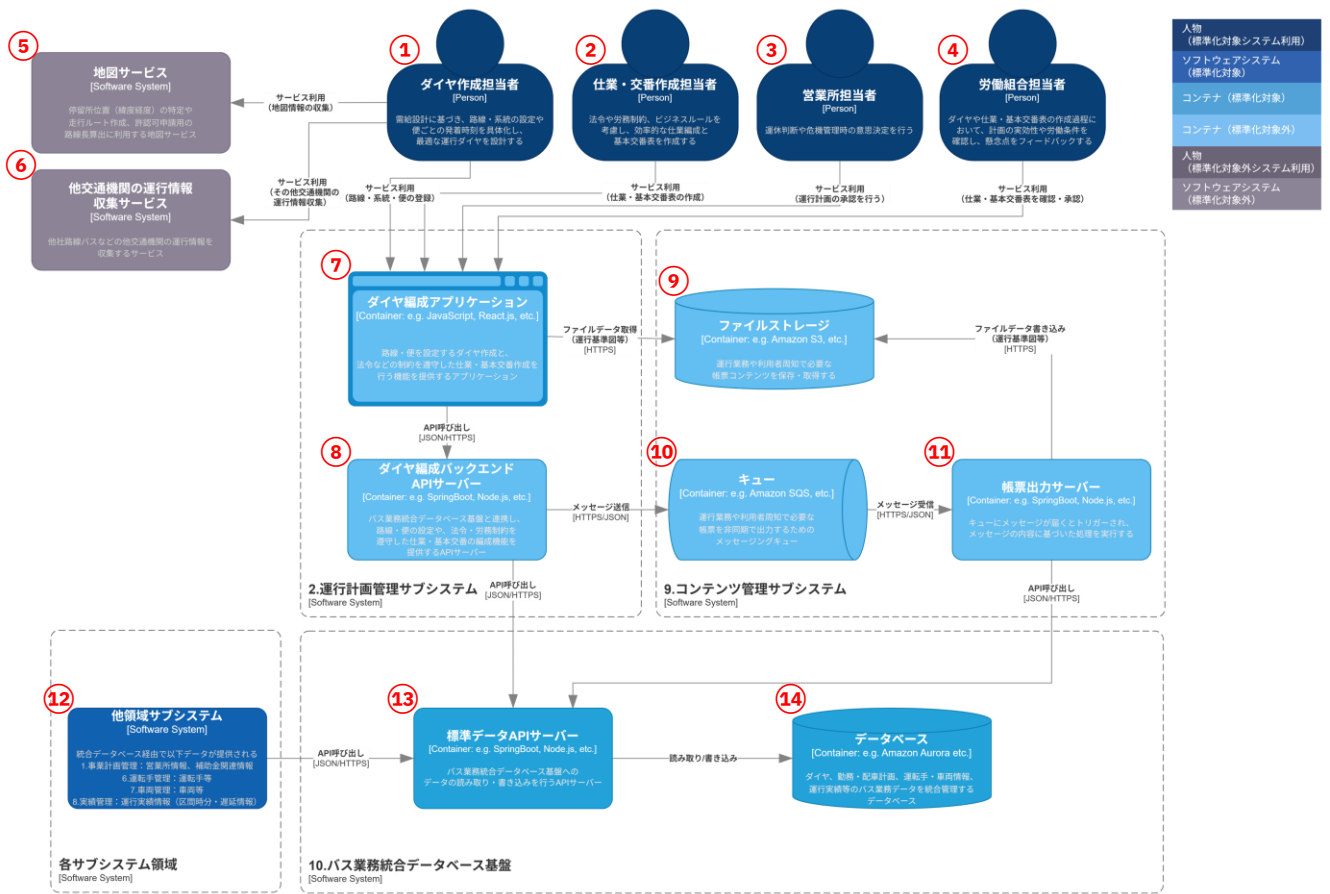 ⑤
地図サービス
[Software System]
停留所位置（緯度経度）の特定や
走行ルート作成、許認可申請用の
路線長算出に利用する地図サービス
⑥
他交通機関の運行情報
収集サービス
[Software System]
他社路線バスなどの他交通機関の運行情報を
収集するサービス
サービス利用
（地図情報の収集）
サービス利用
（その他交通機関の
運行情報収集）
①
ダイヤ作成担当者
[Person]
需給設計に基づき、路線・系統の設定や
便ごとの発着時刻を具体化し、
最適な運行ダイヤを設計する
②
仕業・交番作成担当者
[Person]
法令や労務制約、ビジネスルールを
考慮し、効率的な仕業編成と
基本交番表を作成する
③
営業所担当者
[Person]
運休判断や危機管理時の意思決定を行う
④
労働組合担当者
[Person]
ダイヤや仕業・基本交番表の作成過程に
おいて、計画の実効性や労働条件を
確認し、懸念点をフィードバックする
人物
（標準化対象システム利用）
ソフトウェアシステム
（標準化対象）
コンテナ（標準化対象）
コンテナ（標準化対象外）
人物
（標準化対象外システム利用）
ソフトウェアシステム
（標準化対象外）
サービス利用
（路線・系統・便の登録）
サービス利用
（仕業・基本交番表の作成）
サービス利用
（運行計画の承認を行う）
サービス利用
（仕業・基本交番表を確認・承認）
⑦
ダイヤ編成アプリケーション
[Container: e.g. JavaScript, React.js, etc.]
路線・便を設定するダイヤ作成と、
法令などの制約を遵守した仕業・基本交番作成を
行う機能を提供するアプリケーション
ファイルデータ取得
（運行基準図等）
[HTTPS]
⑨
ファイルストレージ
[Container: e.g. Amazon S3, etc.]
運行業務や利用者周知で必要な
帳票コンテンツを保存・取得する
ファイルデータ書き込み
（運行基準図等）
[HTTPS]
API呼び出し
[JSON/HTTPS]
⑧
ダイヤ編成バックエンド
APIサーバー
[Container: e.g. SpringBoot, Node.js, etc.]
バス業務統合データベース基盤と連携し、
路線・便の設定や、法令・労務制約を
遵守した仕業・基本交番の編成機能を
提供するAPIサーバー
メッセージ送信
[HTTPS/JSON]
⑩
キュー
[Container: e.g. Amazon SQS, etc.]
運行業務や利用者周知で必要な
帳票を非同期で出力するための
メッセージングキュー
メッセージ受信
[HTTPS/JSON]
⑪
帳票出力サーバー
[Container: e.g. SpringBoot, Node.js, etc.]
キューにメッセージが届くとトリガーされ、
メッセージの内容に基づいた処理を実行する
2.運行計画管理サブシステム
[Software System]
API呼び出し
[JSON/HTTPS]
9.コンテンツ管理サブシステム
[Software System]
API呼び出し
[JSON/HTTPS]
⑫
他領域サブシステム
[Software System]
統合データベース経由で以下データが提供される
1.事業計画管理：営業所情報、補助金関連情報
6.運転手管理：運転手等
7.車両管理：車両等
8.実績管理：運行実績情報（区間時分・遅延情報）
API呼び出し
[JSON/HTTPS]
⑬
標準データAPIサーバー
[Container: e.g. SpringBoot, Node.js, etc.]
バス業務統合データベース基盤への
データの読み取り・書き込みを行うAPIサーバー
読み取り/書き込み
⑭
データベース
[Container: e.g. Amazon Aurora etc.]
ダイヤ、勤務・配車計画、運転手・車両情報、
運行実績等のバス業務データを統合管理する
データベース
各サブシステム領域
[Software System]
10.バス業務統合データベース基盤
[Software System]